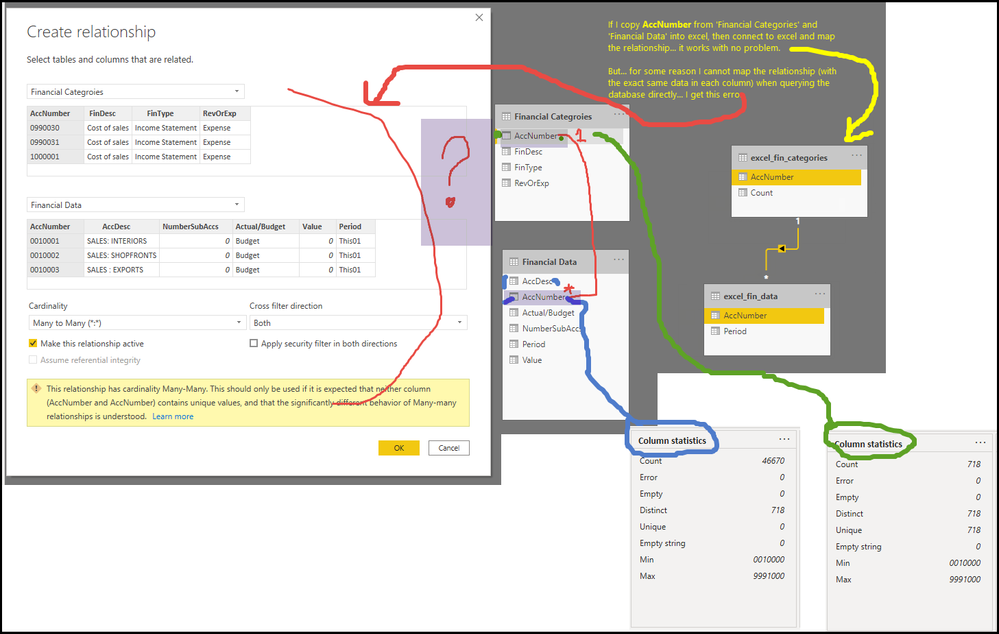 Create relationship
Select tables and columns that are related.
Financial Categroies
AccNumber FinDesc FinType RevOrExp
0990030 Cost of sales Income Statement Expense
0990031 Cost of sales Income Statement Expense
1000001 Cost of sales Income Statement Expense
Financial Data
AccNumber AccDesc NumberSubAccs Actual/Budget Value Period
0010001 SALES: INTERIORS 0 Budget 0 This01
0010002 SALES: SHOPFRONTS 0 Budget 0 This01
0010003 SALES : EXPORTS 0 Budget 0 This01
Cardinality Cross filter direction
Many to Many (*:*) Both
Make this relationship active Apply security filter in both directions
Assume referential integrity
This relationship has cardinality Many-Many. This should only be used if it is expected that neither column
(AccNumber and AccNumber) contains unique values, and that the significantly different behavior of Many-many
relationships is understood. Learn more
OK Cancel
?
If I copy AccNumber from 'Financial Categories' and
'Financial Data' into excel, then connect to excel and map
the relationship... it works with no problem.
But... for some reason I cannot map the relationship (with
the exact same data in each column) when querying the
database directly... I get this erro
Financial Categroies
AccNumber 1
FinDesc
FinType
RevOrExp
Financial Data
AccDesc
AccNumber *
Actual/Budget
NumberSubAccs
Period
Value
excel_fin_categories
AccNumber
Count
1
*
excel_fin_data
AccNumber
Period
Column statistics
Count 46670
Error 0
Empty 0
Distinct 718
Unique 0
Empty string 0
Min 0010000
Max 9991000
Column statistics
Count 718
Error 0
Empty 0
Distinct 718
Unique 718
Empty string 0
Min 0010000
Max 9991000